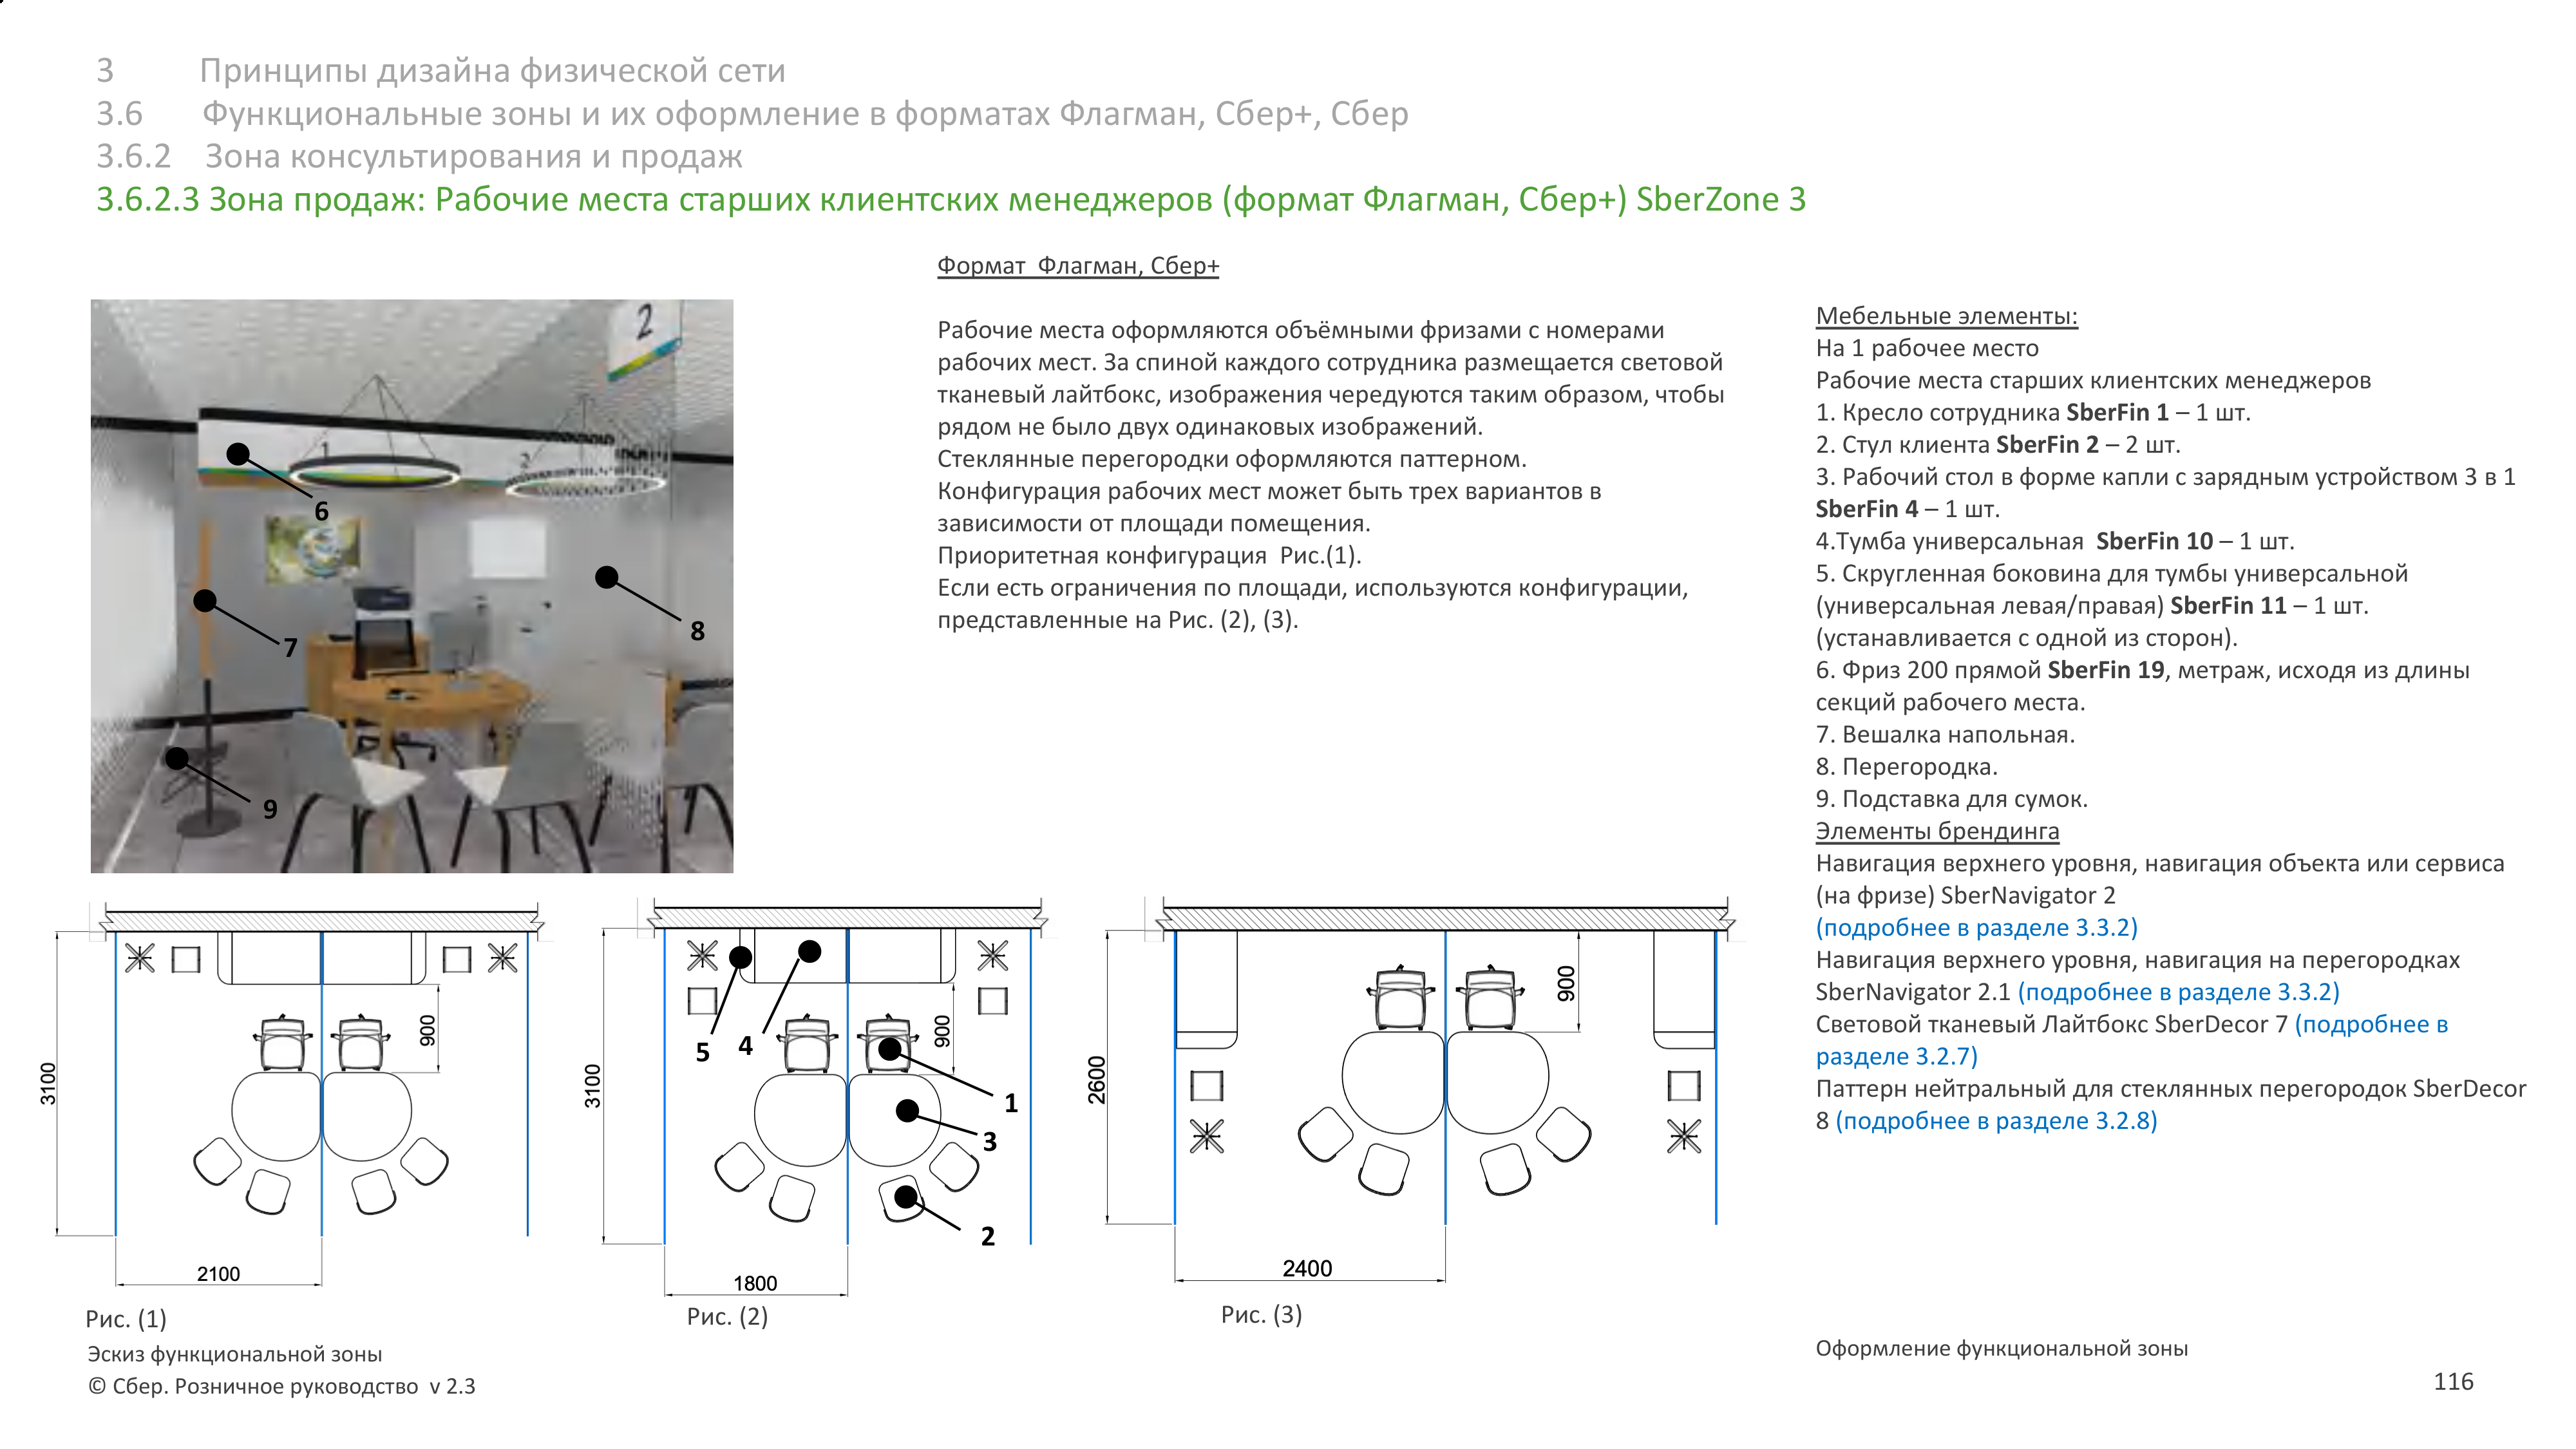 3 Принципы дизайна физической сети
3.6 Функциональные зоны и их оформление в форматах Флагман, Сбер+, Сбер
3.6.2 Зона консультирования и продаж
3.6.2.3 Зона продаж: Рабочие места старших клиентских менеджеров (формат Флагман, Сбер+) SberZone 3
2
1
2
6
7
8
9
Формат Флагман, Сбер+
Рабочие места оформляются объёмными фризами с номерами
рабочих мест. За спиной каждого сотрудника размещается световой
тканевый лайтбокс, изображения чередуются таким образом, чтобы
рядом не было двух одинаковых изображений.
Стеклянные перегородки оформляются паттерном.
Конфигурация рабочих мест может быть трех вариантов в
зависимости от площади помещения.
Приоритетная конфигурация Рис.(1).
Если есть ограничения по площади, используются конфигурации,
представленные на Рис. (2), (3).
Мебельные элементы:
На 1 рабочее место
Рабочие места старших клиентских менеджеров
1. Кресло сотрудника SberFin 1 – 1 шт.
2. Стул клиента SberFin 2 – 2 шт.
3. Рабочий стол в форме капли с зарядным устройством 3 в 1
SberFin 4 – 1 шт.
4.Тумба универсальная SberFin 10 – 1 шт.
5. Скругленная боковина для тумбы универсальной
(универсальная левая/правая) SberFin 11 – 1 шт.
(устанавливается с одной из сторон).
6. Фриз 200 прямой SberFin 19, метраж, исходя из длины
секций рабочего места.
7. Вешалка напольная.
8. Перегородка.
9. Подставка для сумок.
Элементы брендинга
Навигация верхнего уровня, навигация объекта или сервиса
(на фризе) SberNavigator 2
(подробнее в разделе 3.3.2)
Навигация верхнего уровня, навигация на перегородках
SberNavigator 2.1 (подробнее в разделе 3.3.2)
Световой тканевый Лайтбокс SberDecor 7 (подробнее в
разделе 3.2.7)
Паттерн нейтральный для стеклянных перегородок SberDecor
8 (подробнее в разделе 3.2.8)
3100
900
2100
Рис. (1)
3100
900
5
4
1
3
2
1800
Рис. (2)
2600
900
2400
Рис. (3)
Эскиз функциональной зоны
Оформление функциональной зоны
© Сбер. Розничное руководство v 2.3
116